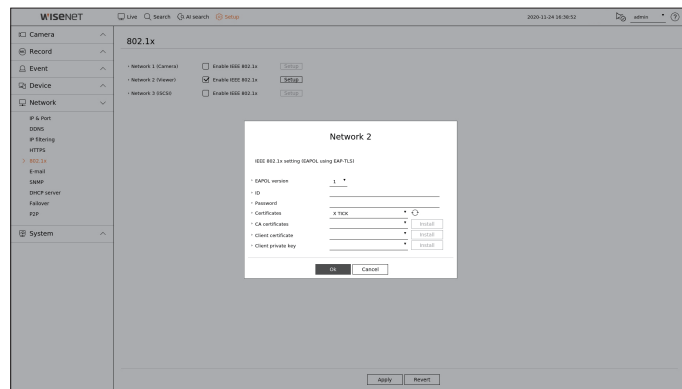 WISENET
Live Search AI search Setup 2020-11-24 16:38:52 admin ?
Camera
Record
Event
Device
Network
IP & Port
DDNS
IP filtering
HTTPS
802.1x
E-mail
SNMP
DHCP server
Failover
P2P
System
802.1x
Network 1 (Camera) Enable IEEE 802.1x Setup
Network 2 (Viewer) Enable IEEE 802.1x Setup
Network 3 (iSCSI) Enable IEEE 802.1x Setup
Network 2
IEEE 802.1x setting (EAPOL using EAP-TLS)
EAPOL version 1
ID
Password
Certificates X TICK
CA certificates Install
Client certificate Install
Client private key Install
Ok Cancel
Apply Revert